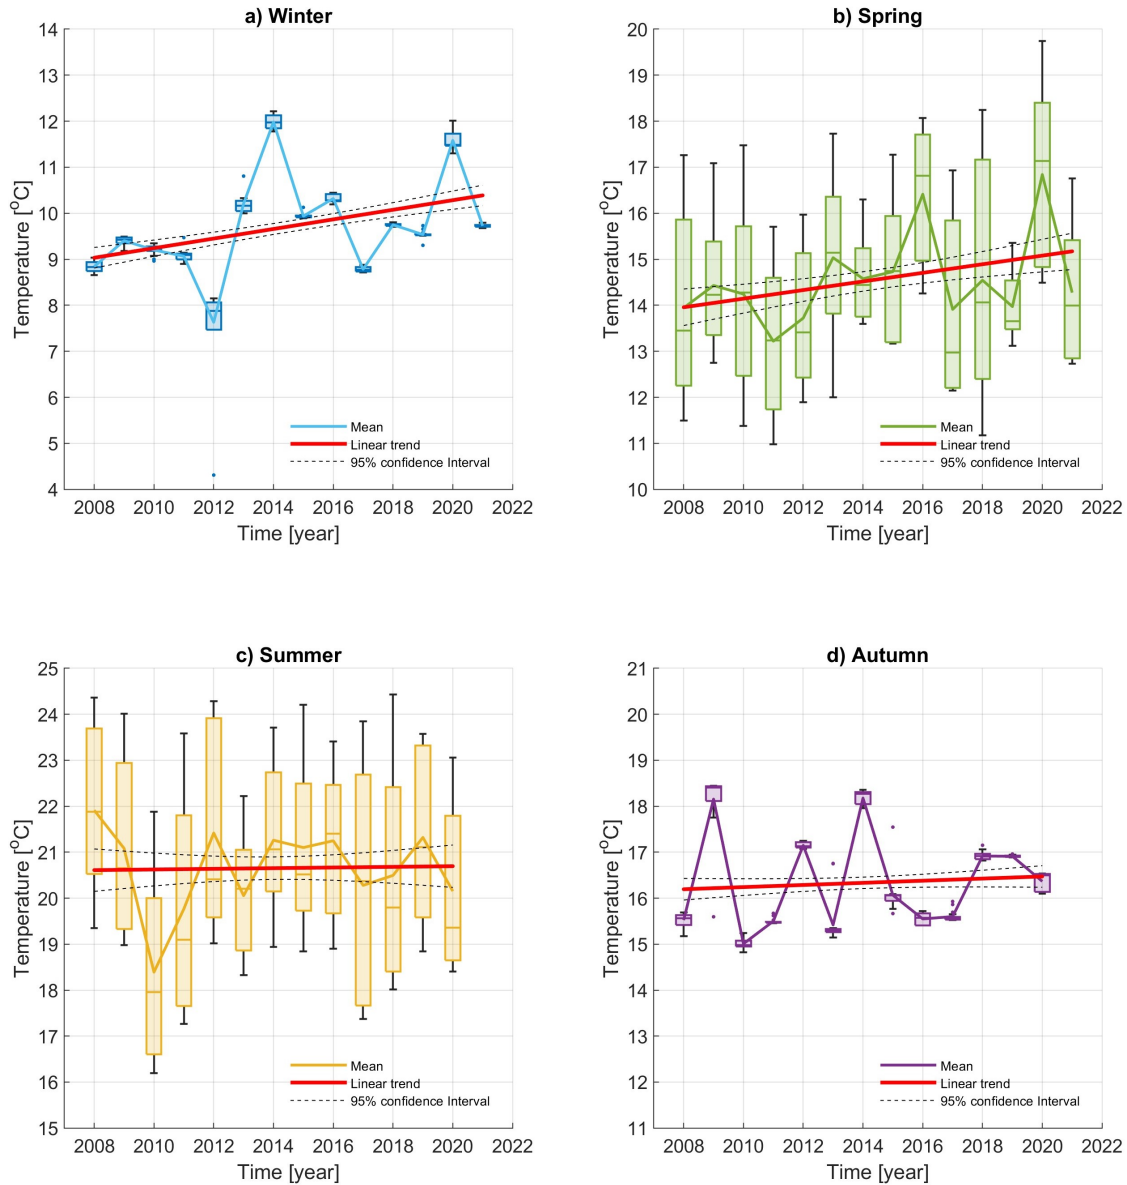 a) Winter
14
13
12
11
10
9
8
7
6
5
4
Temperature [°C]
Mean
Linear trend
95% confidence Interval
2008 2010 2012 2014 2016 2018 2020 2022
Time [year]
b) Spring
20
19
18
17
16
15
14
13
12
11
10
Temperature [°C]
Mean
Linear trend
95% confidence Interval
2008 2010 2012 2014 2016 2018 2020 2022
Time [year]
c) Summer
25
24
23
22
21
20
19
18
17
16
15
Temperature [°C]
Mean
Linear trend
95% confidence Interval
2008 2010 2012 2014 2016 2018 2020 2022
Time [year]
d) Autumn
21
20
19
18
17
16
15
14
13
12
11
Temperature [°C]
Mean
Linear trend
95% confidence Interval
2008 2010 2012 2014 2016 2018 2020 2022
Time [year]